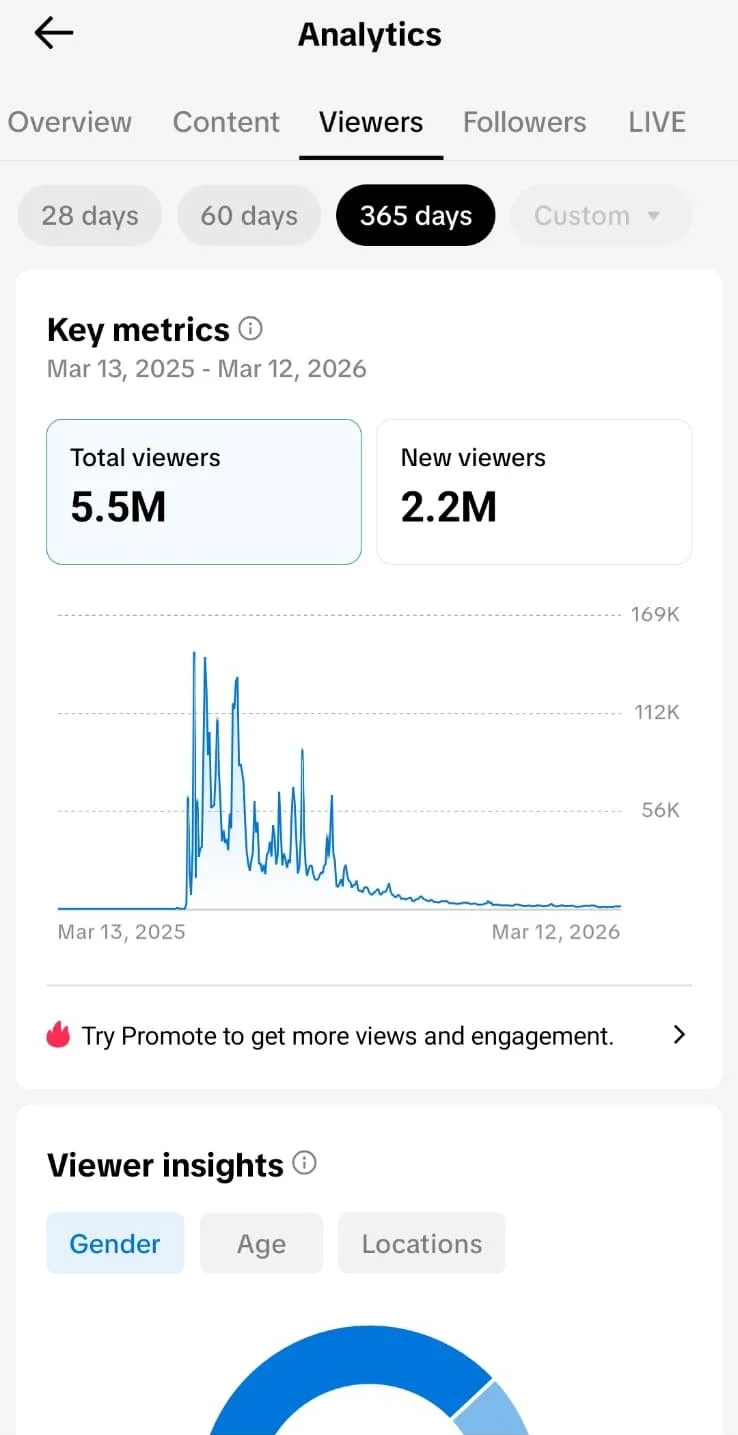 Analytics
Overview Content Viewers Followers LIVE
28 days 60 days 365 days Custom
Key metrics
Mar 13, 2025 - Mar 12, 2026
Total viewers New viewers
5.5M 2.2M
169K
112K
56K
Mar 13, 2025 Mar 12, 2026
Try Promote to get more views and engagement.
Viewer insights
Gender Age Locations